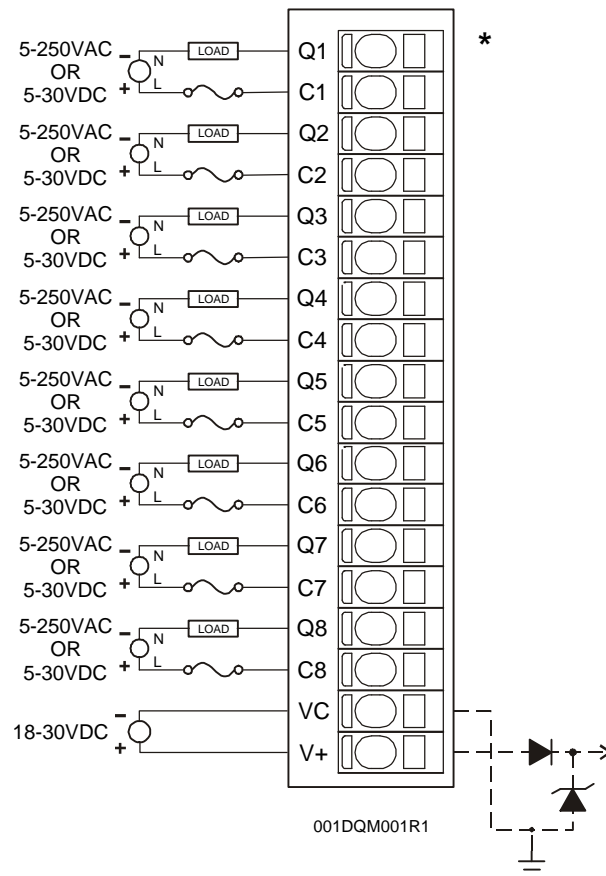 5-250VAC
OR
5-30VDC
–
+
N
L
LOAD
Q1
C1
*
5-250VAC
OR
5-30VDC
–
+
N
L
LOAD
Q2
C2
5-250VAC
OR
5-30VDC
–
+
N
L
LOAD
Q3
C3
5-250VAC
OR
5-30VDC
–
+
N
L
LOAD
Q4
C4
5-250VAC
OR
5-30VDC
–
+
N
L
LOAD
Q5
C5
5-250VAC
OR
5-30VDC
–
+
N
L
LOAD
Q6
C6
5-250VAC
OR
5-30VDC
–
+
N
L
LOAD
Q7
C7
5-250VAC
OR
5-30VDC
–
+
N
L
LOAD
Q8
C8
18-30VDC
–
+
VC
V+
001DQM001R1